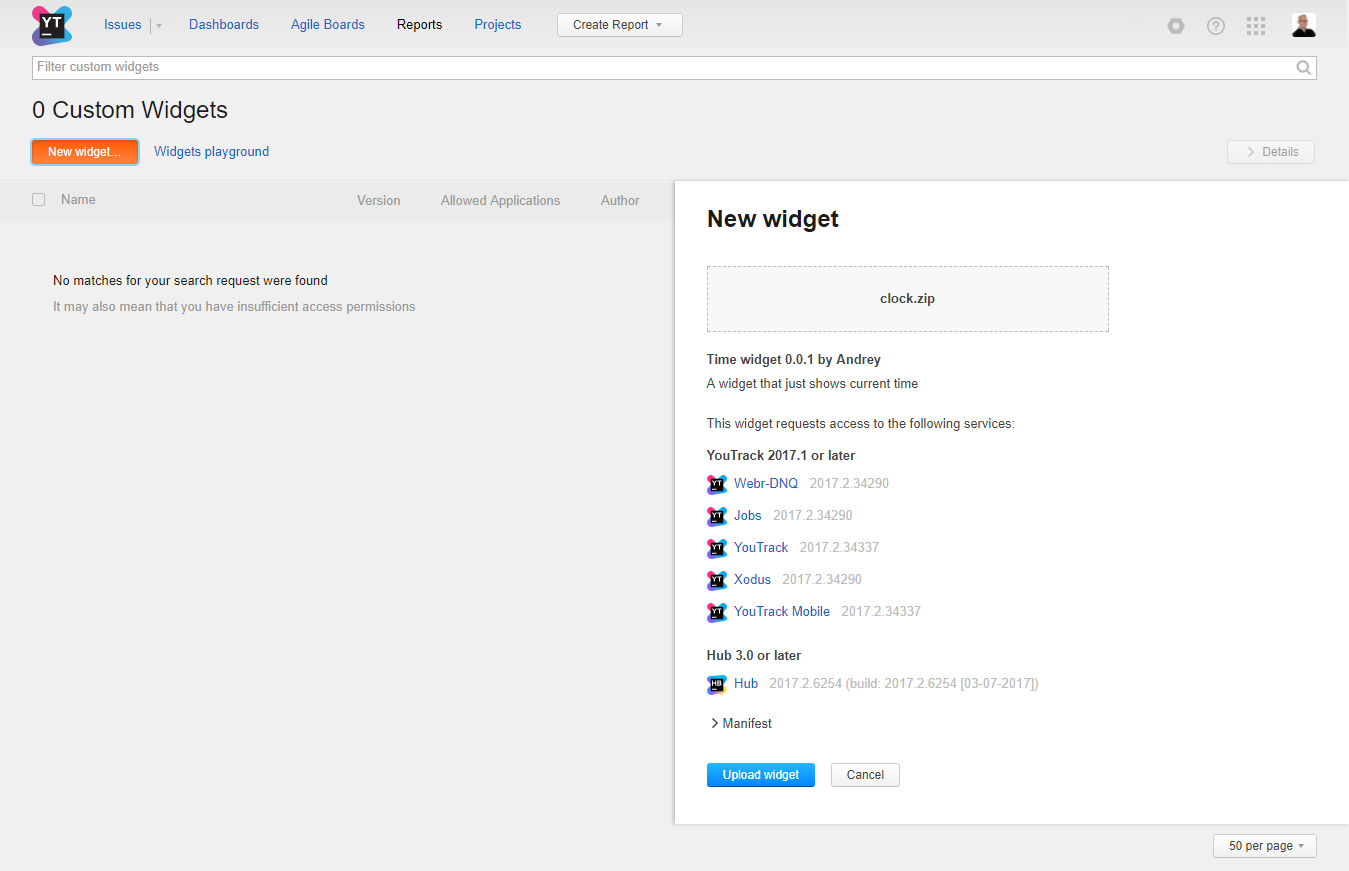 YT Issues Dashboards Agile Boards Reports Projects Create Report
Filter custom widgets
0 Custom Widgets
New widget... Widgets playground Details
Name Version Allowed Applications Author
No matches for your search request were found
It may also mean that you have insufficient access permissions
New widget
clock.zip
Time widget 0.0.1 by Andrey
A widget that just shows current time
This widget requests access to the following services:
YouTrack 2017.1 or later
YT Webr-DNQ 2017.2.34290
YT Jobs 2017.2.34290
YT YouTrack 2017.2.34337
YT Xodus 2017.2.34290
YT YouTrack Mobile 2017.2.34337
Hub 3.0 or later
HB Hub 2017.2.6254 (build: 2017.2.6254 [03-07-2017])
Manifest
Upload widget Cancel
50 per page